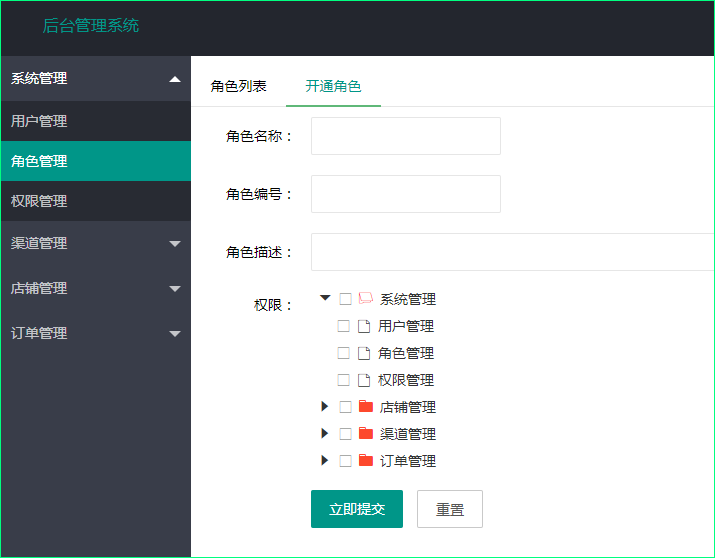 后台管理系统
系统管理
用户管理
角色管理
权限管理
渠道管理
店铺管理
订单管理
角色列表 开通角色
角色名称：
角色编号：
角色描述：
权限： 系统管理
用户管理
角色管理
权限管理
店铺管理
渠道管理
订单管理
立即提交 重置